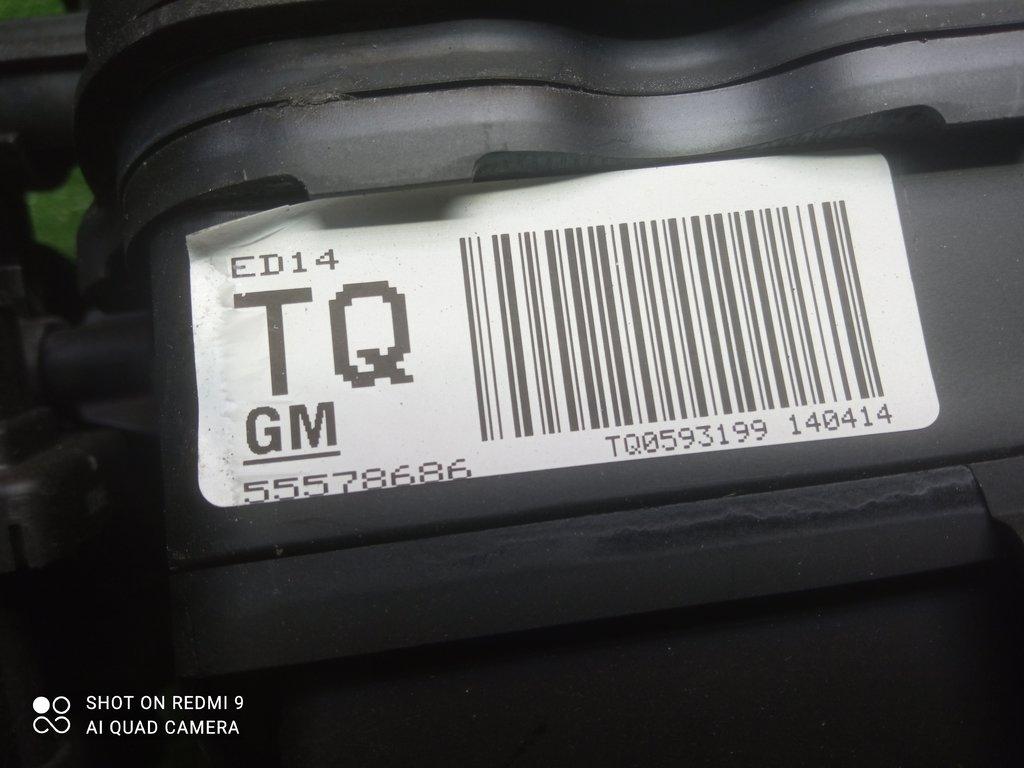 ED14
TQ
GM
55578686
TQ0593199 140414
SHOT ON REDMI 9
AI QUAD CAMERA